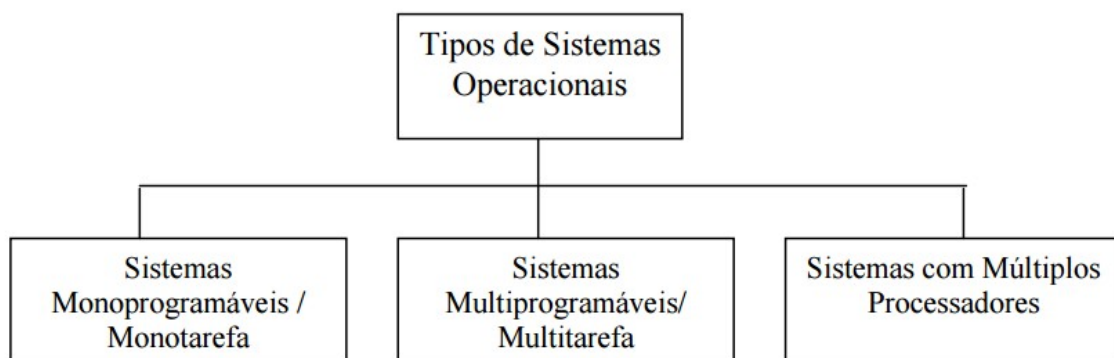 Tipos de Sistemas
Operacionais
Sistemas
Monoprogramáveis /
Monotarefa
Sistemas
Multiprogramáveis/
Multitarefa
Sistemas com Múltiplos
Processadores